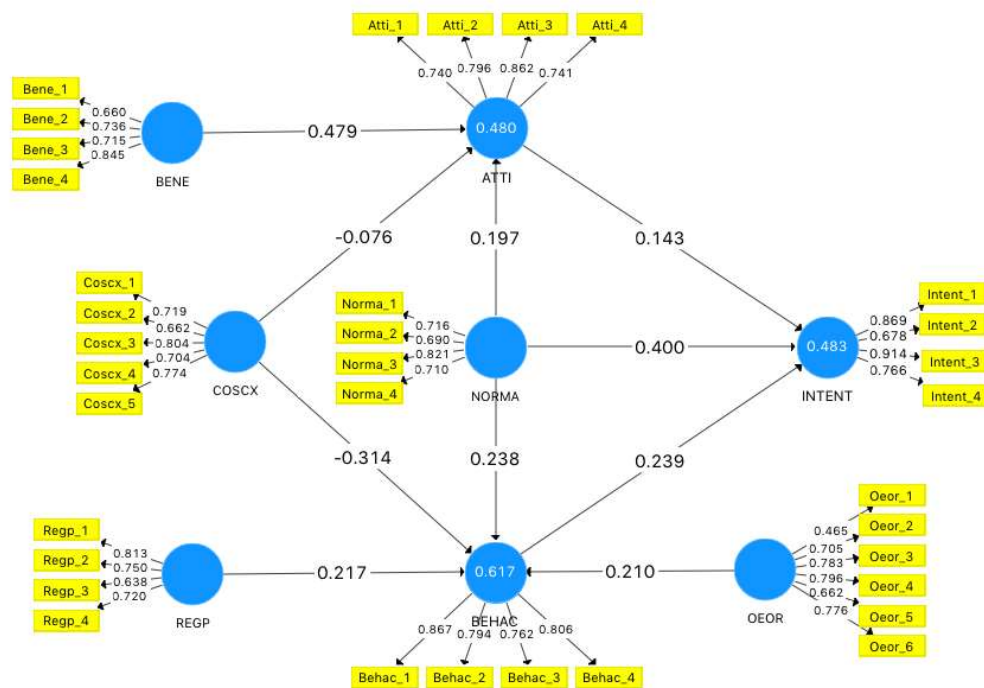 Atti_1 Atti_2 Atti_3 Atti_4
0.740 0.796 0.862 0.741
Bene_1
Bene_2
Bene_3
Bene_4
0.660
0.736
0.715
0.845
BENE
0.479
0.480
ATTI
-0.076
0.197
0.143
Coscx_1
Coscx_2
Coscx_3
Coscx_4
Coscx_5
0.719
0.662
0.804
0.704
0.774
COSCX
Norma_1
Norma_2
Norma_3
Norma_4
0.716
0.690
0.821
0.710
NORMA
0.400
0.483
INTENT
0.869
0.678
0.914
0.766
Intent_1
Intent_2
Intent_3
Intent_4
-0.314
0.238
0.239
Regp_1
Regp_2
Regp_3
Regp_4
0.813
0.750
0.638
0.720
REGP
0.217
0.617
BEHAC
0.210
OEOR
0.465
0.705
0.783
0.796
0.662
0.776
Oeor_1
Oeor_2
Oeor_3
Oeor_4
Oeor_5
Oeor_6
0.867 0.794 0.762 0.806
Behac_1 Behac_2 Behac_3 Behac_4